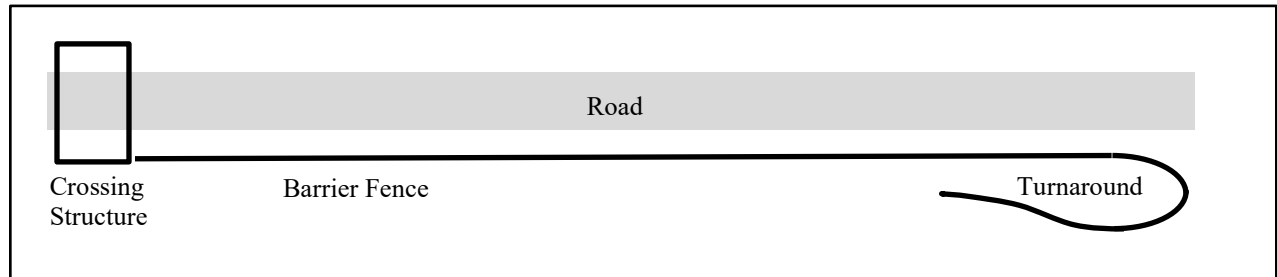 Road
Crossing
Structure
Barrier Fence
Turnaround